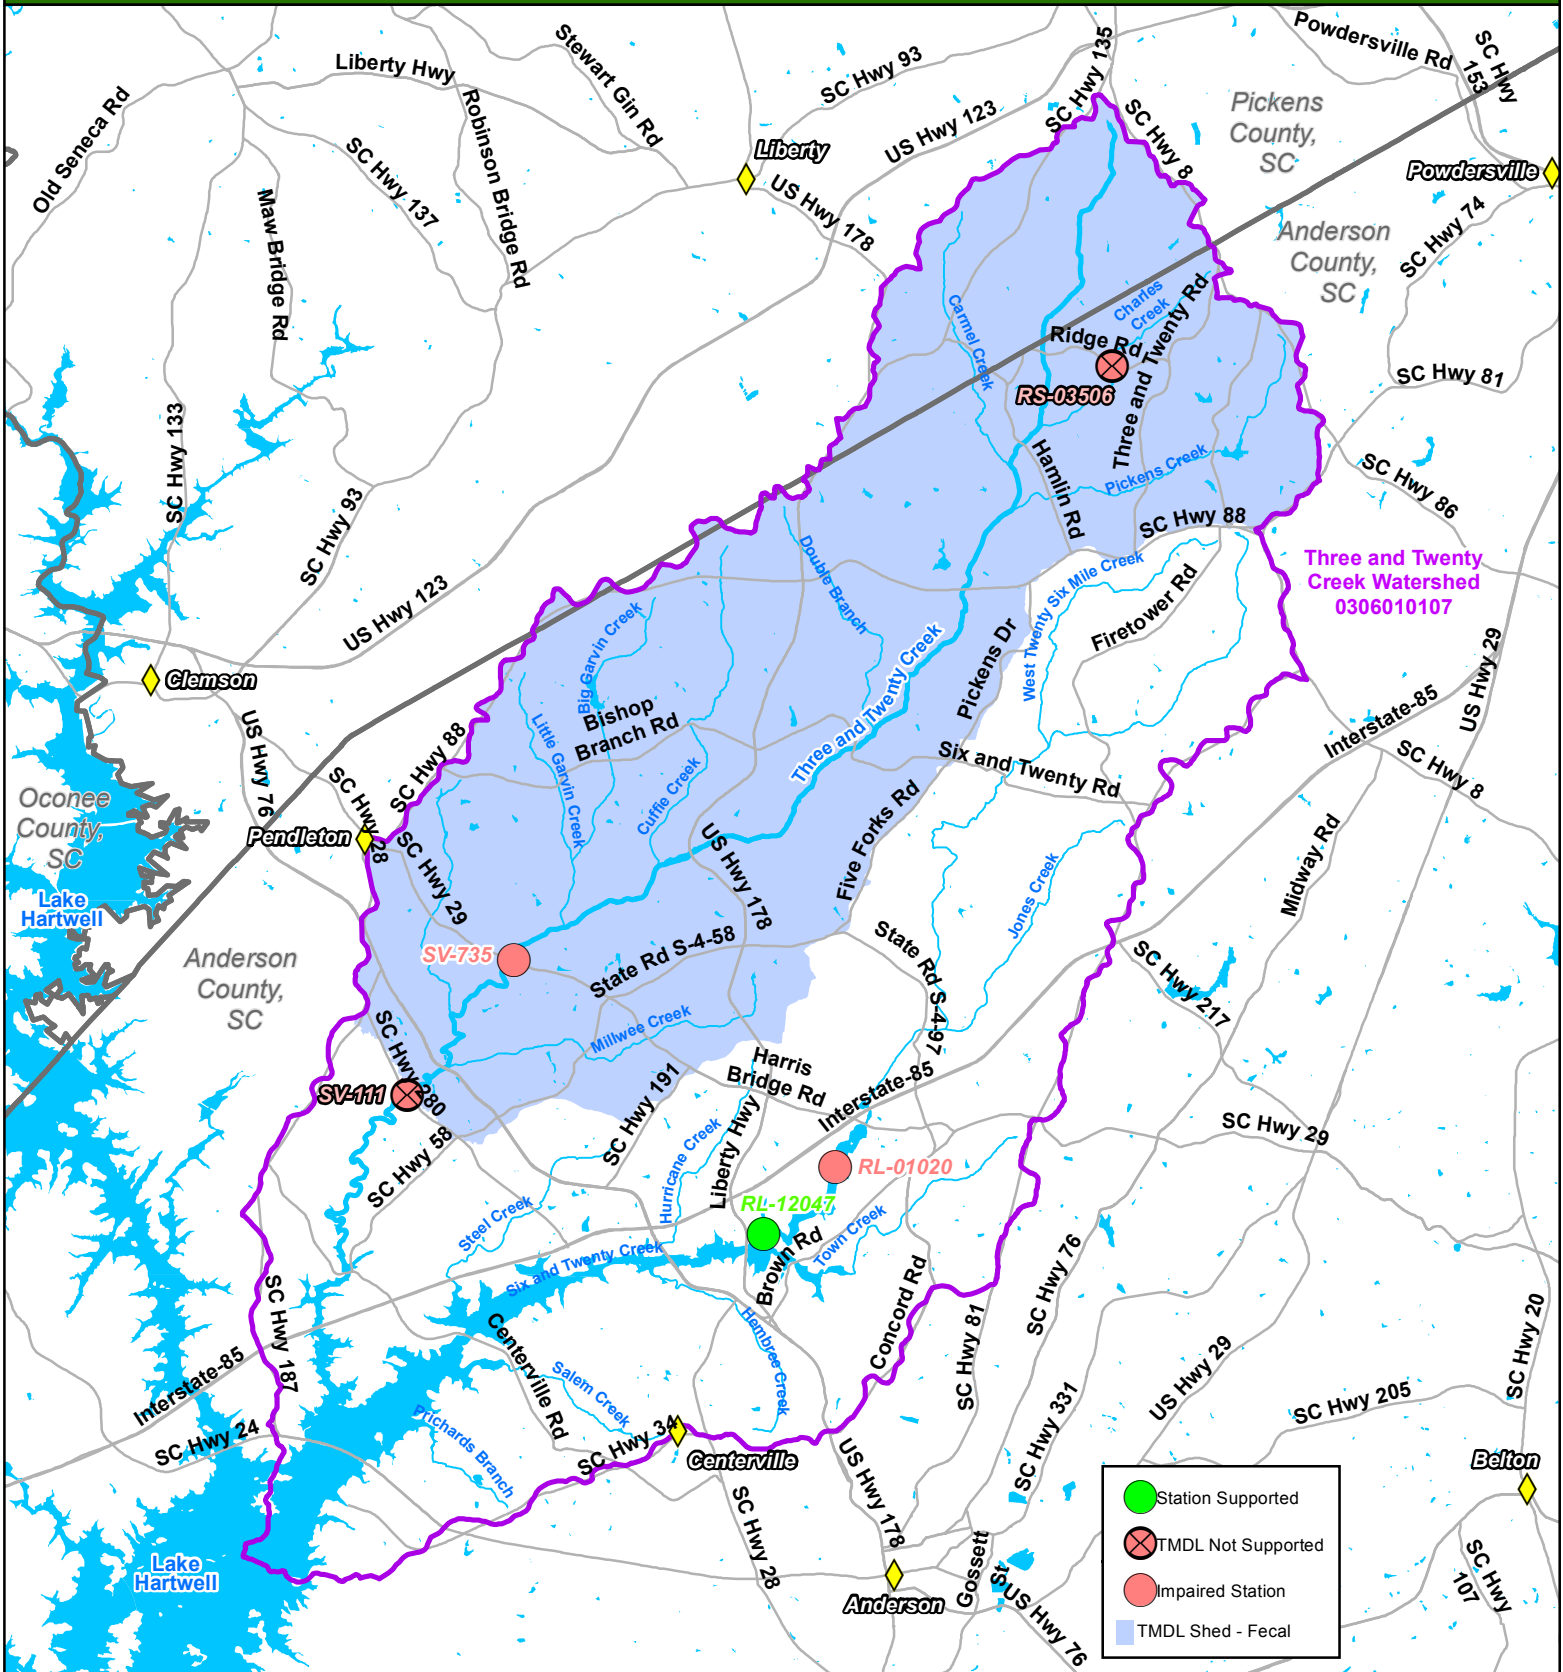 Liberty Hwy
Stewart Gin Rd
SC Hwy 93
SC Hwy 135
Powdersville Rd
SC Hwy
153
Old Seneca Rd
Robinson Bridge Rd
SC Hwy 137
Maw Bridge Rd
US Hwy 123
SC Hwy 8
Pickens
County,
SC
Liberty
US Hwy 178
Powdersville
SC Hwy 74
Anderson
County,
SC
Carmel Creek
Charles
Creek
Ridge Rd
Three and Twenty Rd
RS-03506
SC Hwy 81
SC Hwy 133
SC Hwy 93
Hamlin Rd
Pickens Creek
SC Hwy 86
SC Hwy 88
Double Branch
West Twenty Six Mile Creek
Three and Twenty
Creek Watershed
0306010107
US Hwy 123
Big Garvin Creek
Firetower Rd
Clemson
Pickens Dr
US Hwy 29
Bishop
Branch Rd
Little Garvin Creek
Three and Twenty Creek
Interstate-85
US Hwy 76
SC Hwy 88
SC Hwy 28
Six and Twenty Rd
SC Hwy 8
Oconee
County,
SC
Pendleton
Cuffie Creek
US Hwy 178
Five Forks Rd
Midway Rd
SC Hwy 29
Jones Creek
Lake
Hartwell
Anderson
County,
SC
SV-735
State Rd S-4-58
State Rd S-4-97
SC Hwy 217
Millwee Creek
SC Hwy 280
Harris
Bridge Rd
SV-111
SC Hwy 191
Interstate-85
SC Hwy 58
Hurricane Creek
Liberty Hwy
SC Hwy 29
RL-01020
RL-12047
Steel Creek
Six and Twenty Creek
Brown Rd
Town Creek
SC Hwy 187
Concord Rd
SC Hwy 76
SC Hwy 81
SC Hwy 20
Centerville Rd
Hembree Creek
Interstate-85
Salem Creek
US Hwy 29
SC Hwy 205
SC Hwy 331
Prichards Branch
SC Hwy 24
SC Hwy 34
Centerville
US Hwy 178
Belton
SC Hwy 28
Lake
Hartwell
Gossett
St
Anderson
US Hwy 76
SC Hwy
107
Station Supported
TMDL Not Supported
Impaired Station
TMDL Shed - Fecal